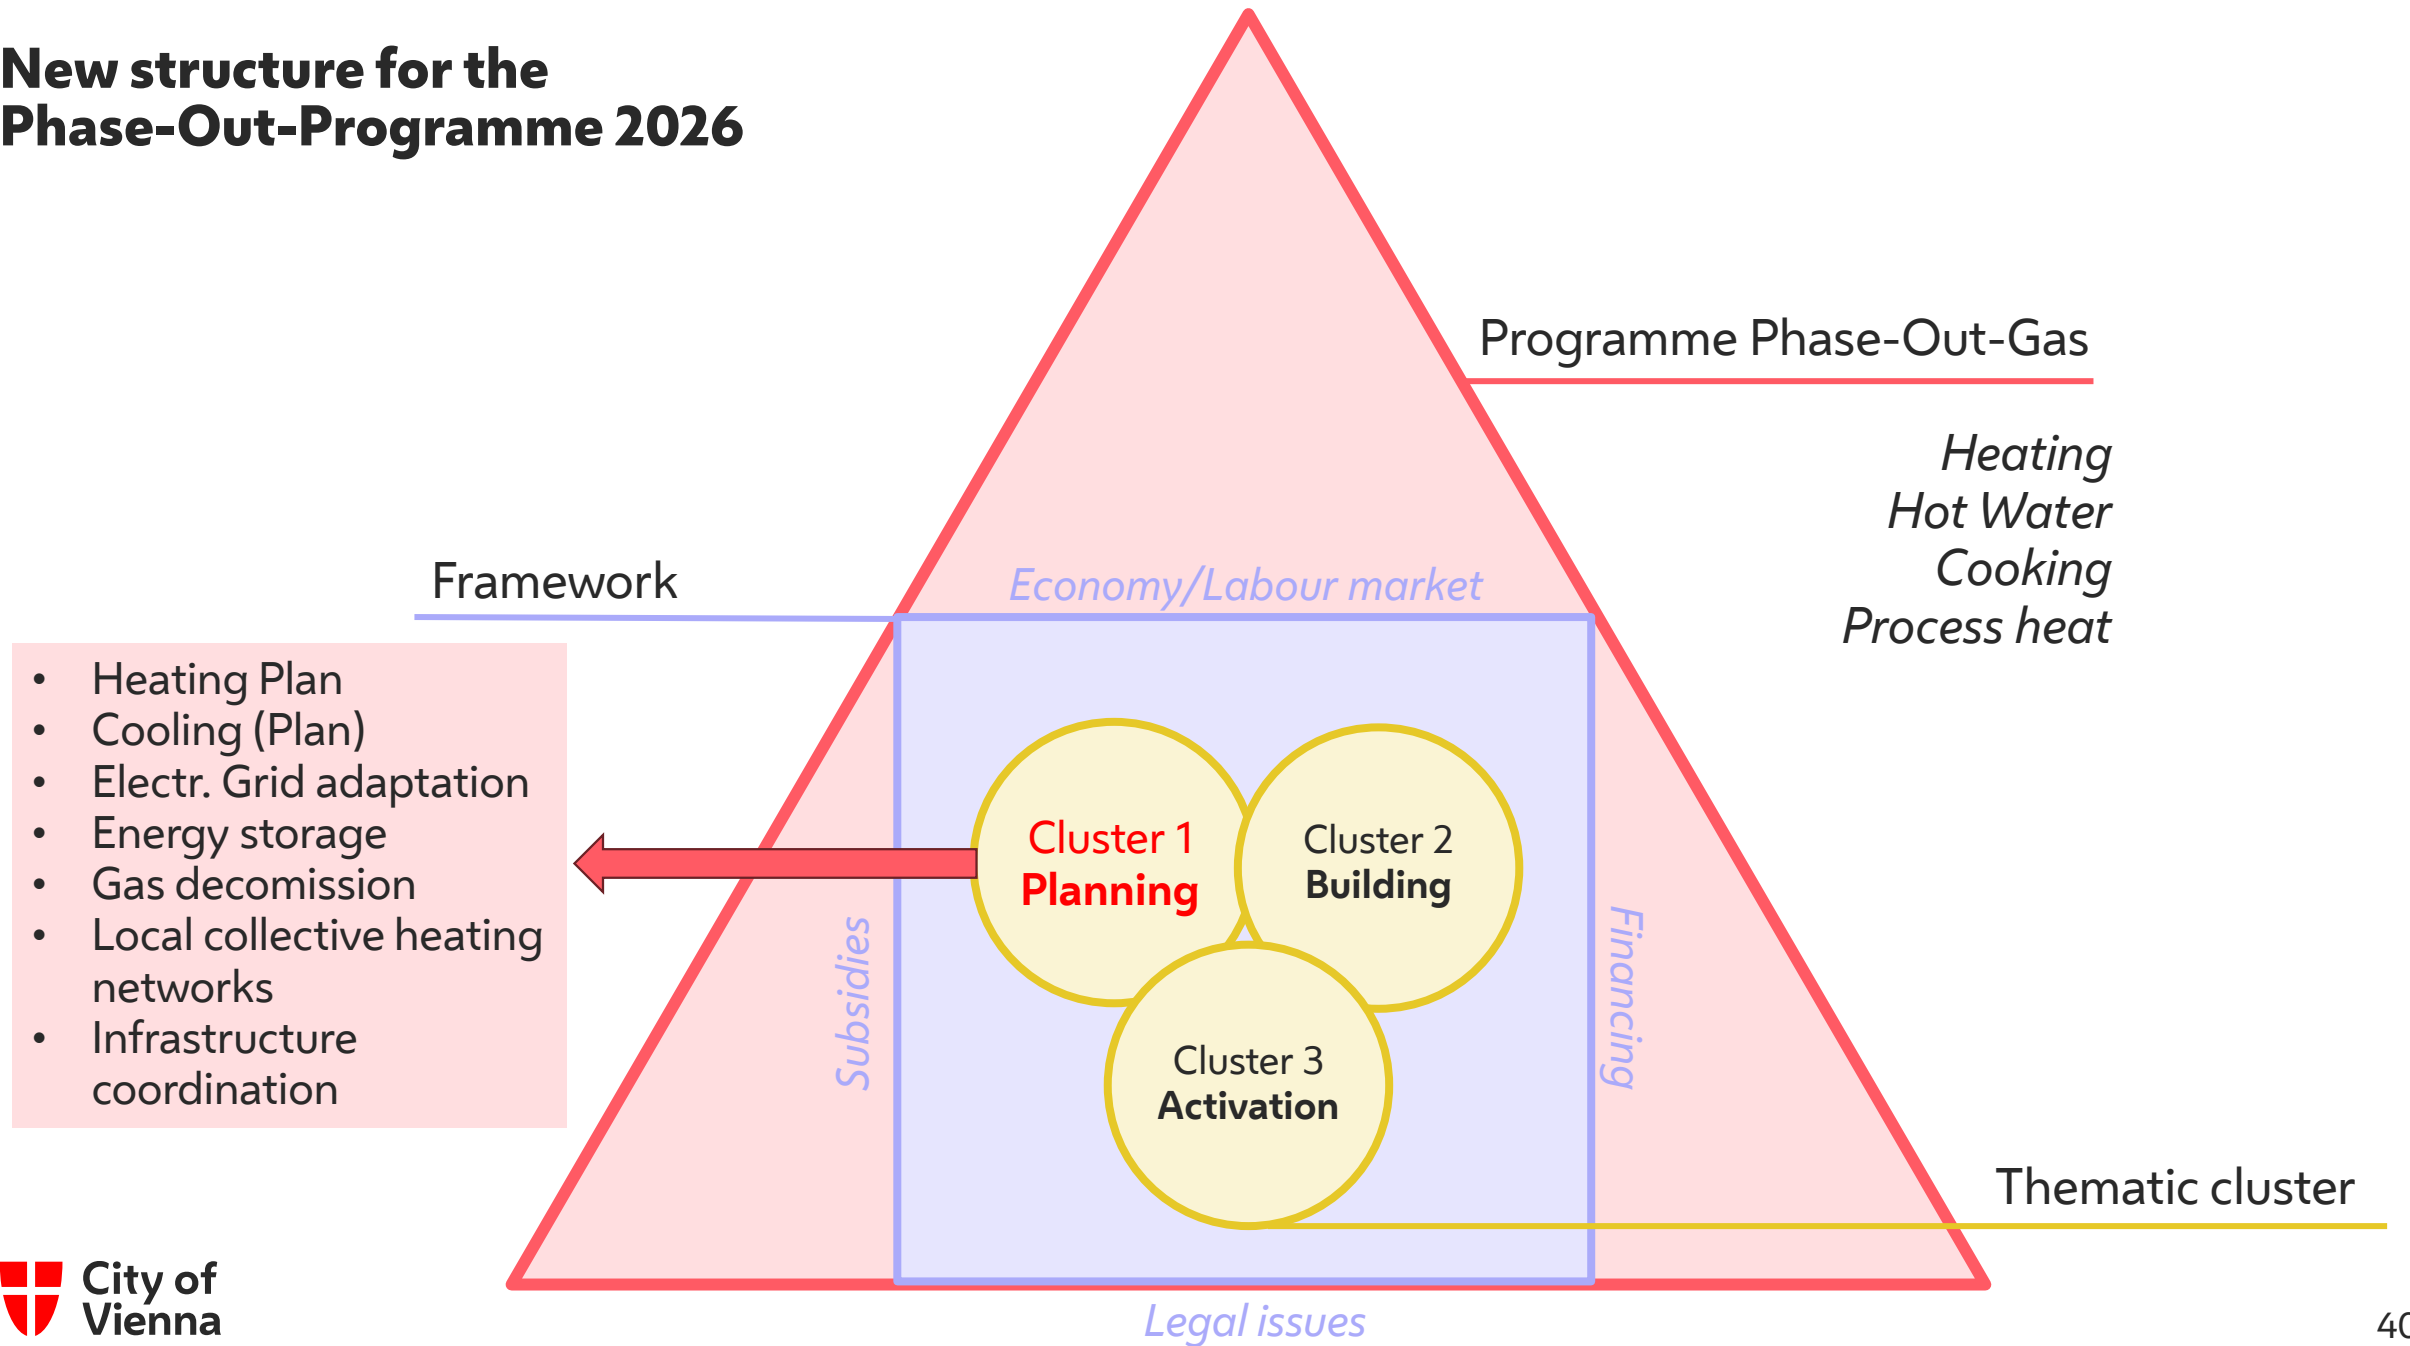 New structure for the
Phase-Out-Programme 2026
Programme Phase-Out-Gas
Heating
Hot Water
Cooking
Process heat
Framework
Economy/Labour market
• Heating Plan
• Cooling (Plan)
• Electr. Grid adaptation
• Energy storage
• Gas decomission
• Local collective heating
networks
• Infrastructure
coordination
Cluster 1
Planning
Cluster 2
Building
Cluster 3
Activation
Subsidies
Financing
Thematic cluster
Legal issues
City of
Vienna
40